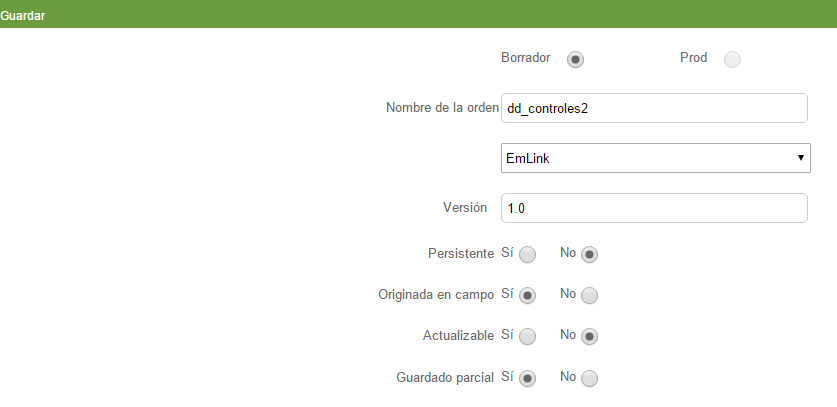 Guardar
Borrador Prod
Nombre de la orden dd_controles2
EmLink
Versión 1.0
Persistente Sí No
Originada en campo Sí No
Actualizable Sí No
Guardado parcial Sí No